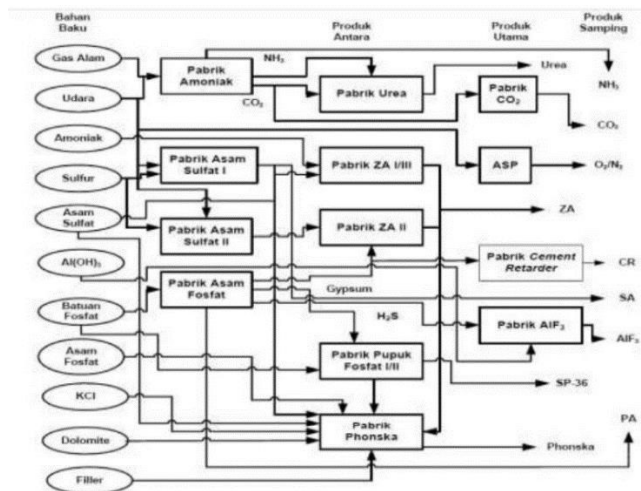 Bahan
Baku
Produk
Antara
Produk
Utama
Produk
Samping
Gas Alam
Udara
Amoniak
Sulfur
Asam
Sulfat
Al(OH)₃
Batuan
Fosfat
Asam
Fosfat
KCl
Dolomite
Filler
Pabrik
Amoniak
NH₃
CO₂
Pabrik Urea
Urea
Pabrik
CO₂
NH₃
CO₂
Pabrik Asam
Sulfat I
Pabrik ZA I/III
ASP
O₂/N₂
ZA
Pabrik Asam
Sulfat II
Pabrik ZA II
Pabrik Asam
Fosfat
Gypsum
Pabrik Cement
Retarder
CR
SA
H₂S
Pabrik AlF₃
AlF₃
Pabrik Pupuk
Fosfat I/II
SP-36
PA
Pabrik
Phonska
Phonska